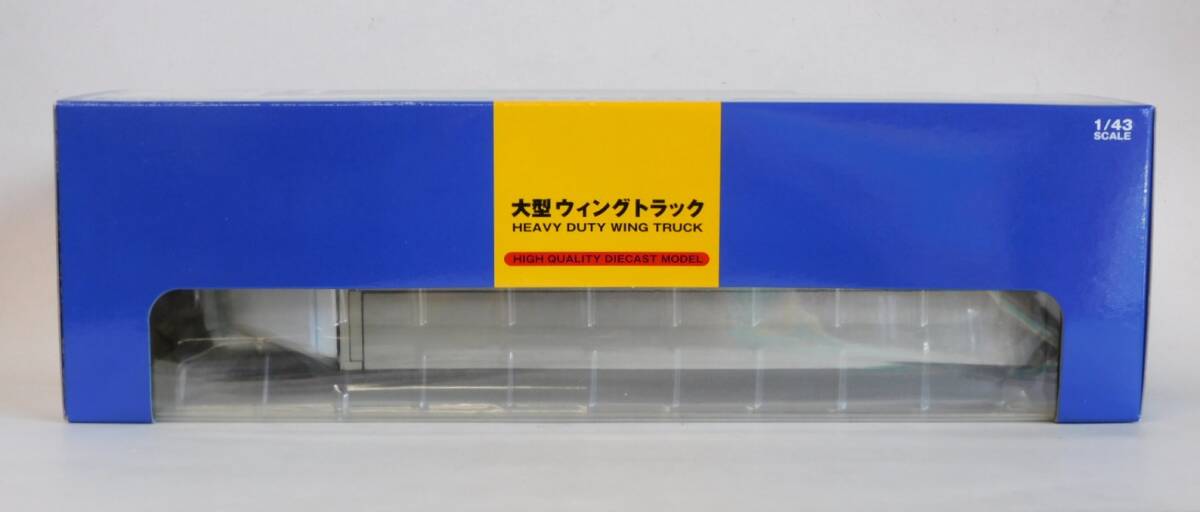 1/43
SCALE
大型ウィングトラック
HEAVY DUTY WING TRUCK
HIGH QUALITY DIECAST MODEL